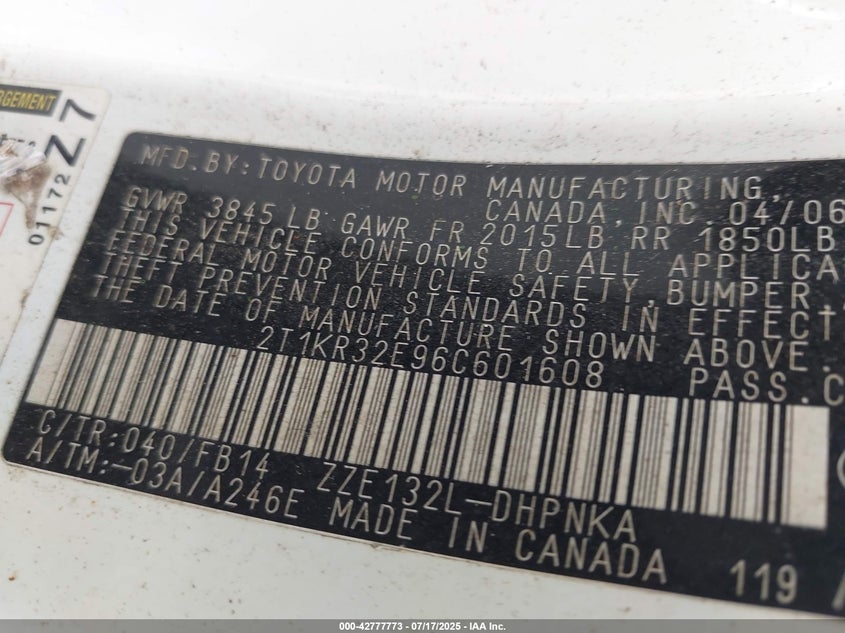 RGEMENT
01172
Z7
MFD. BY: TOYOTA MOTOR MANUFACTURING,
CANADA, INC. 04/06
GVWR 3845 LB GAWR FR 2015LB RR 1850LB
THIS VEHICLE CONFORMS TO ALL APPLICA
FEDERAL MOTOR VEHICLE SAFETY, BUMPER,
THEFT PREVENTION STANDARDS IN EFFECT
THE DATE OF MANUFACTURE SHOWN ABOVE.
2T1KR32E96C601608 PASS.C
C/TR:040/FB14 ZZE132L-DHPNKA
A/TM:-03A/A246E MADE IN CANADA 119
000-42777773 - 07/17/2025 - IAA Inc.